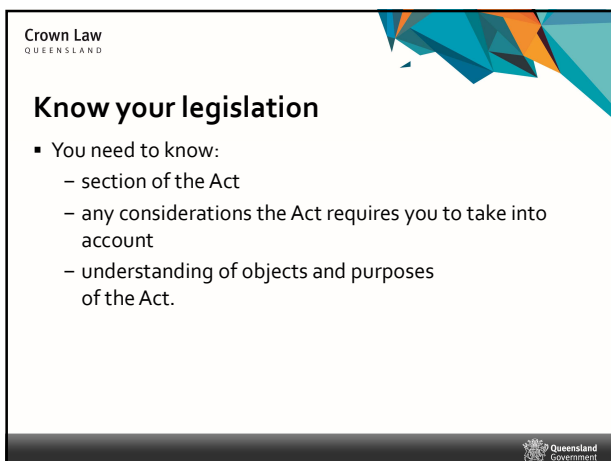 Crown Law
QUEENSLAND
Know your legislation
▪ You need to know:
– section of the Act
– any considerations the Act requires you to take into
account
– understanding of objects and purposes
of the Act.
Queensland
Government